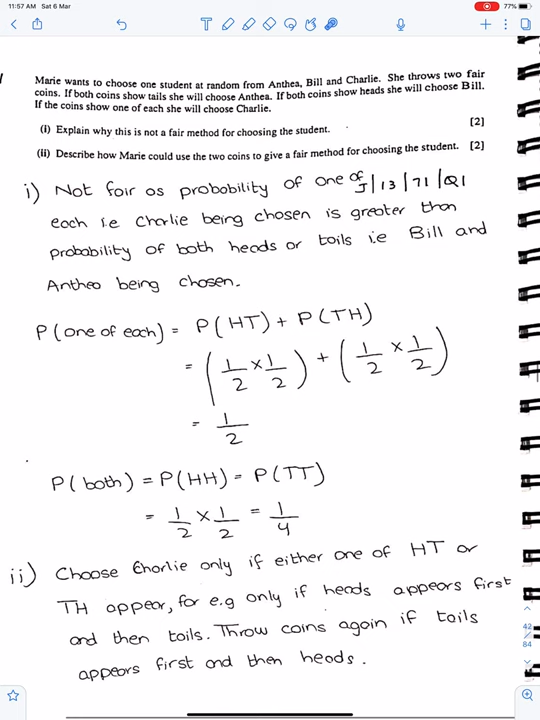 11:57 AM Sat 6 Mar
77%
Marie wants to choose one student at random from Anthea, Bill and Charlie. She throws two fair
coins. If both coins show tails she will choose Anthea. If both coins show heads she will choose Bill.
If the coins show one of each she will choose Charlie.
(i) Explain why this is not a fair method for choosing the student. [2]
(ii) Describe how Marie could use the two coins to give a fair method for choosing the student. [2]
J/13/71/Q1
i) Not fair as probability of one of
each i.e Charlie being chosen is greater than
probability of both heads or tails i.e Bill and
Anthea being chosen.
P(one of each) = P(HT) + P(TH)
= (1/2 × 1/2) + (1/2 × 1/2)
= 1/2
P(both) = P(HH) = P(TT)
= 1/2 × 1/2 = 1/4
ii) Choose Charlie only if either one of HT or
TH appear, for e.g only if heads appears first
and then tails. Throw coins again if tails
appears first and then heads.
42
84